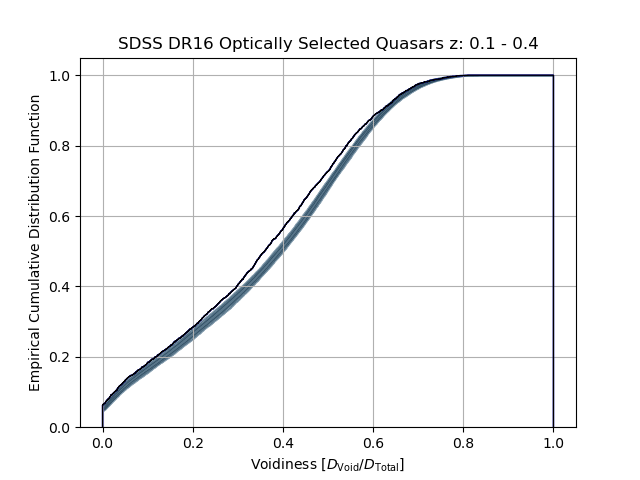 SDSS DR16 Optically Selected Quasars z: 0.1 - 0.4
Empirical Cumulative Distribution Function
1.0
0.8
0.6
0.4
0.2
0.0
0.0 0.2 0.4 0.6 0.8 1.0
Voidiness [D_Void/D_Total]